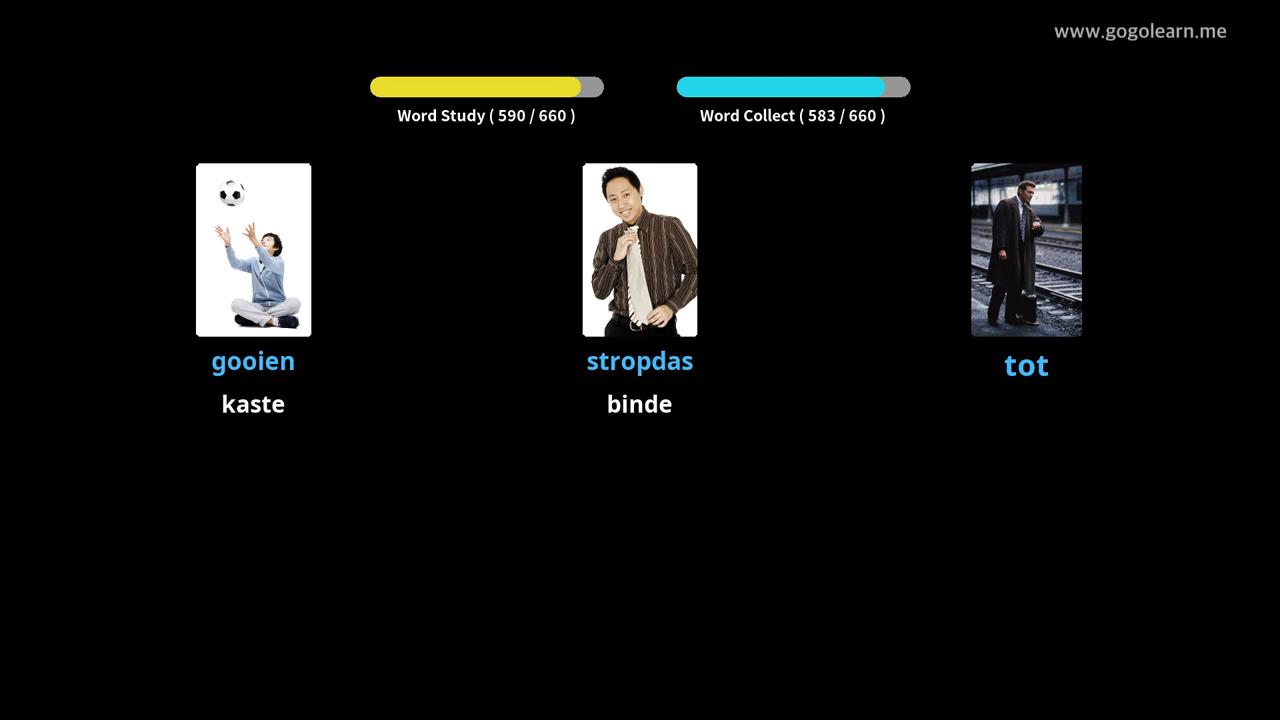 www.gogolearn.me
Word Study ( 590 / 660 )
Word Collect ( 583 / 660 )
gooien
kaste
stropdas
binde
tot